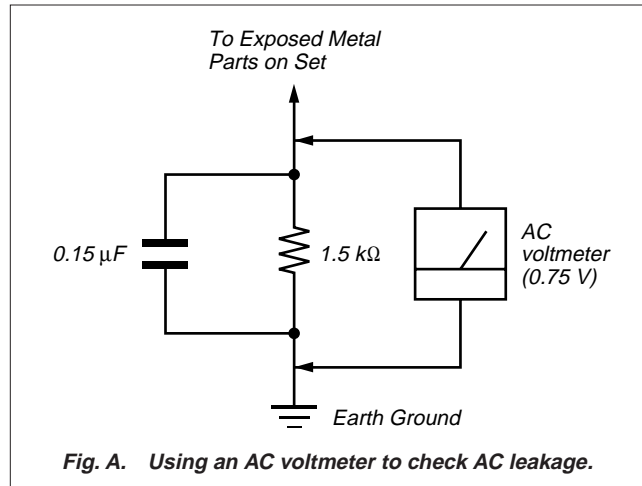 To Exposed Metal
Parts on Set
0.15 μF
1.5 kΩ
AC
voltmeter
(0.75 V)
Earth Ground
Fig. A. Using an AC voltmeter to check AC leakage.